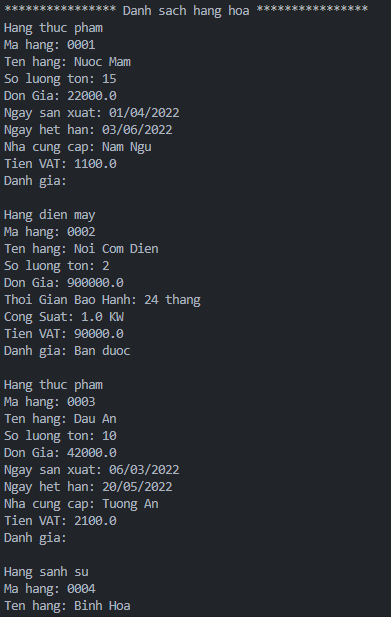 **************** Danh sach hang hoa ****************
Hang thuc pham
Ma hang: 0001
Ten hang: Nuoc Mam
So luong ton: 15
Don Gia: 22000.0
Ngay san xuat: 01/04/2022
Ngay het han: 03/06/2022
Nha cung cap: Nam Ngu
Tien VAT: 1100.0
Danh gia:
Hang dien may
Ma hang: 0002
Ten hang: Noi Com Dien
So luong ton: 2
Don Gia: 900000.0
Thoi Gian Bao Hanh: 24 thang
Cong Suat: 1.0 KW
Tien VAT: 90000.0
Danh gia: Ban duoc
Hang thuc pham
Ma hang: 0003
Ten hang: Dau An
So luong ton: 10
Don Gia: 42000.0
Ngay san xuat: 06/03/2022
Ngay het han: 20/05/2022
Nha cung cap: Tuong An
Tien VAT: 2100.0
Danh gia:
Hang sanh su
Ma hang: 0004
Ten hang: Binh Hoa